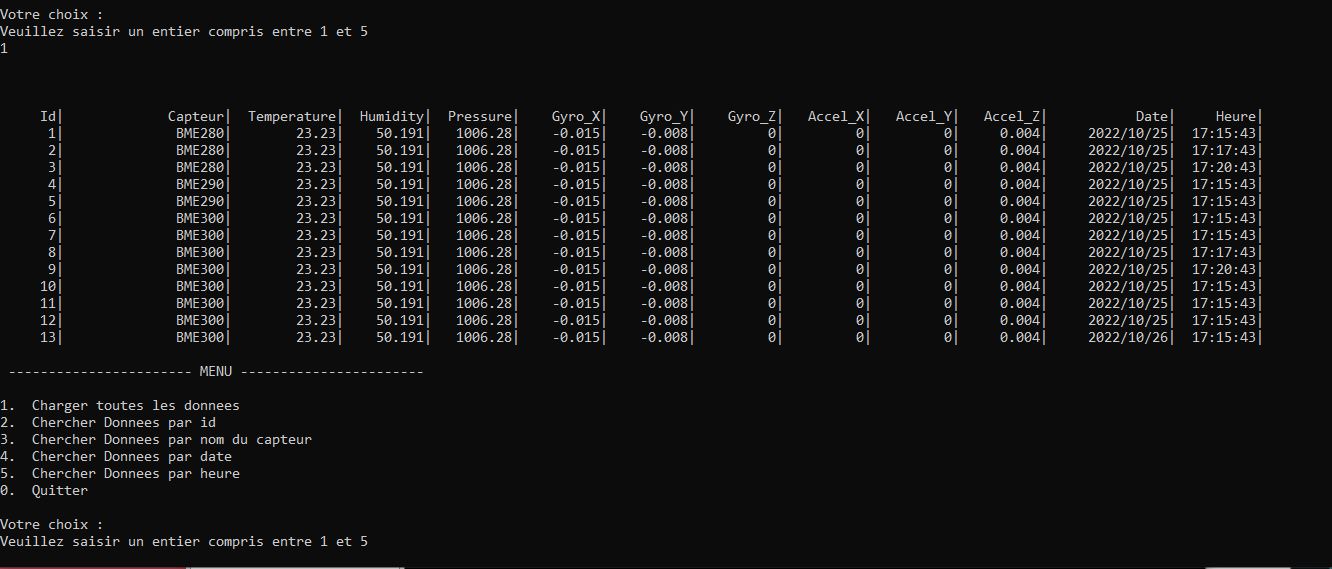 Votre choix :
Veuillez saisir un entier compris entre 1 et 5
1
Id| Capteur| Temperature| Humidity| Pressure| Gyro_X| Gyro_Y| Gyro_Z| Accel_X| Accel_Y| Accel_Z| Date| Heure|
1| BME280| 23.23| 50.191| 1006.28| -0.015| -0.008| 0| 0| 0| 0.004| 2022/10/25| 17:15:43|
2| BME280| 23.23| 50.191| 1006.28| -0.015| -0.008| 0| 0| 0| 0.004| 2022/10/25| 17:17:43|
3| BME280| 23.23| 50.191| 1006.28| -0.015| -0.008| 0| 0| 0| 0.004| 2022/10/25| 17:20:43|
4| BME290| 23.23| 50.191| 1006.28| -0.015| -0.008| 0| 0| 0| 0.004| 2022/10/25| 17:15:43|
5| BME290| 23.23| 50.191| 1006.28| -0.015| -0.008| 0| 0| 0| 0.004| 2022/10/25| 17:15:43|
6| BME300| 23.23| 50.191| 1006.28| -0.015| -0.008| 0| 0| 0| 0.004| 2022/10/25| 17:15:43|
7| BME300| 23.23| 50.191| 1006.28| -0.015| -0.008| 0| 0| 0| 0.004| 2022/10/25| 17:15:43|
8| BME300| 23.23| 50.191| 1006.28| -0.015| -0.008| 0| 0| 0| 0.004| 2022/10/25| 17:17:43|
9| BME300| 23.23| 50.191| 1006.28| -0.015| -0.008| 0| 0| 0| 0.004| 2022/10/25| 17:20:43|
10| BME300| 23.23| 50.191| 1006.28| -0.015| -0.008| 0| 0| 0| 0.004| 2022/10/25| 17:15:43|
11| BME300| 23.23| 50.191| 1006.28| -0.015| -0.008| 0| 0| 0| 0.004| 2022/10/25| 17:15:43|
12| BME300| 23.23| 50.191| 1006.28| -0.015| -0.008| 0| 0| 0| 0.004| 2022/10/25| 17:15:43|
13| BME300| 23.23| 50.191| 1006.28| -0.015| -0.008| 0| 0| 0| 0.004| 2022/10/26| 17:15:43|
----------------------- MENU -----------------------
1. Charger toutes les donnees
2. Chercher Donnees par id
3. Chercher Donnees par nom du capteur
4. Chercher Donnees par date
5. Chercher Donnees par heure
0. Quitter
Votre choix :
Veuillez saisir un entier compris entre 1 et 5